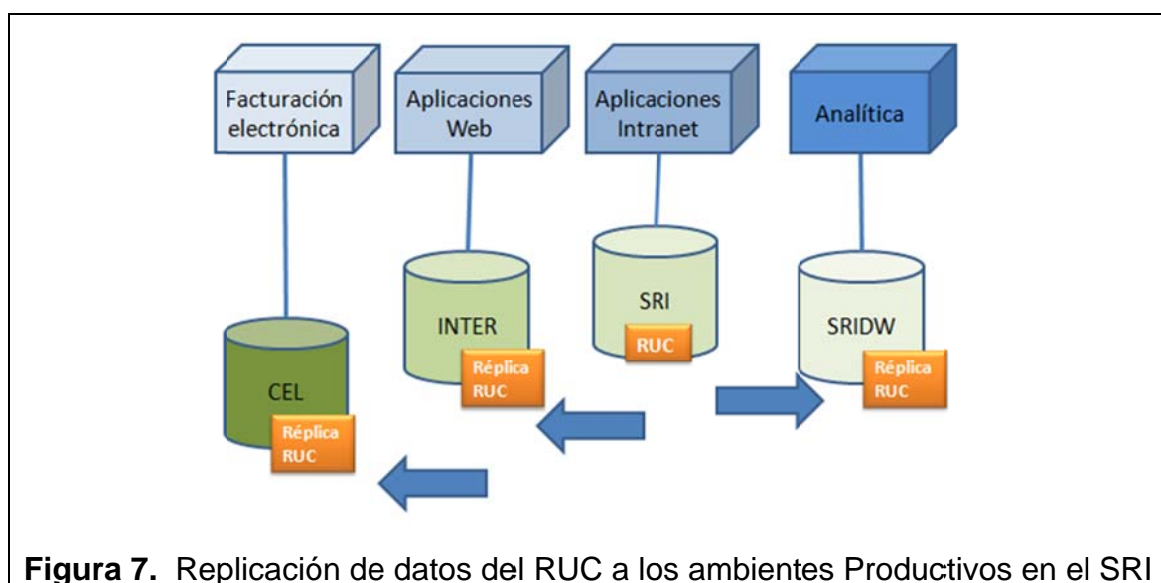 Facturación
electrónica
Aplicaciones
Web
Aplicaciones
Intranet
Analítica
SRI
RUC
INTER
Réplica
RUC
SRIDW
Réplica
RUC
CEL
Réplica
RUC
Figura 7. Replicación de datos del RUC a los ambientes Productivos en el SRI